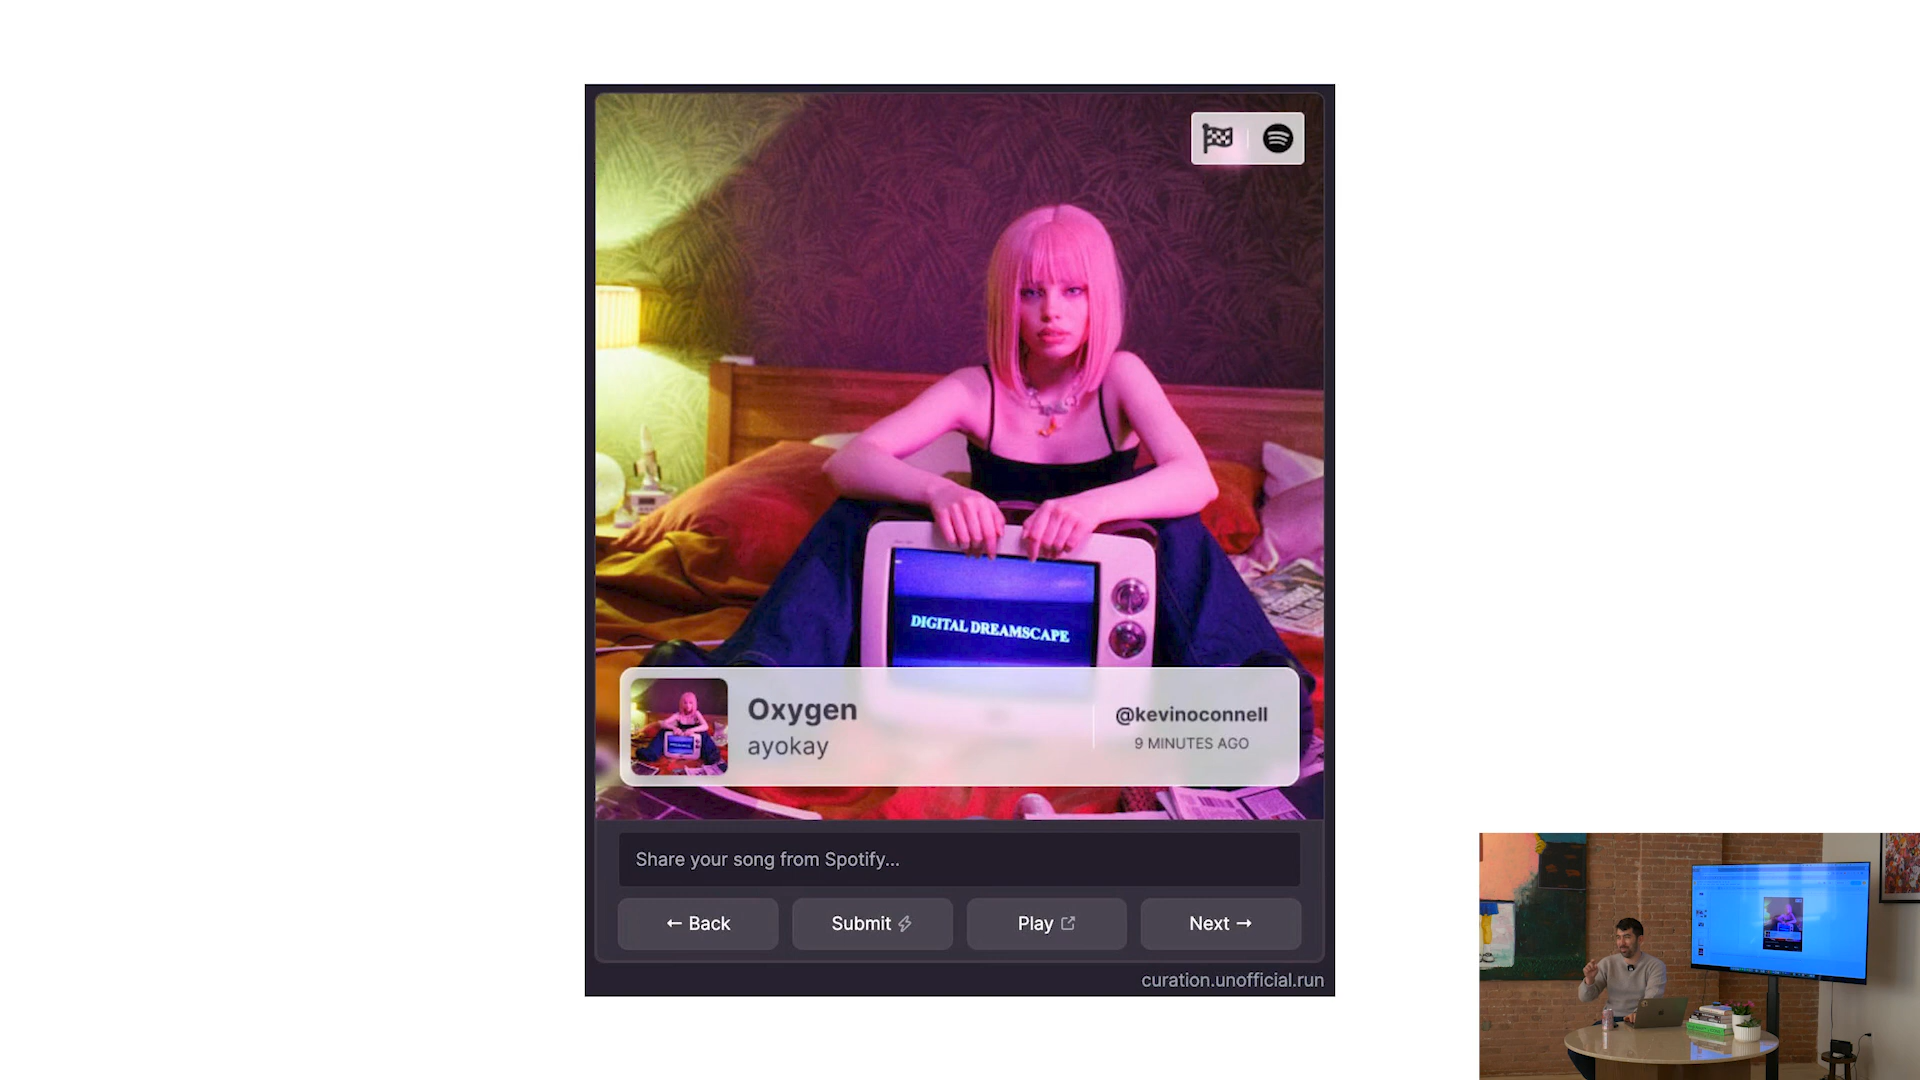 DIGITAL DREAMSCAPE
Oxygen
ayokay
@kevinoconnell
9 MINUTES AGO
Share your song from Spotify...
← Back
Submit
Play
Next →
curation.unofficial.run